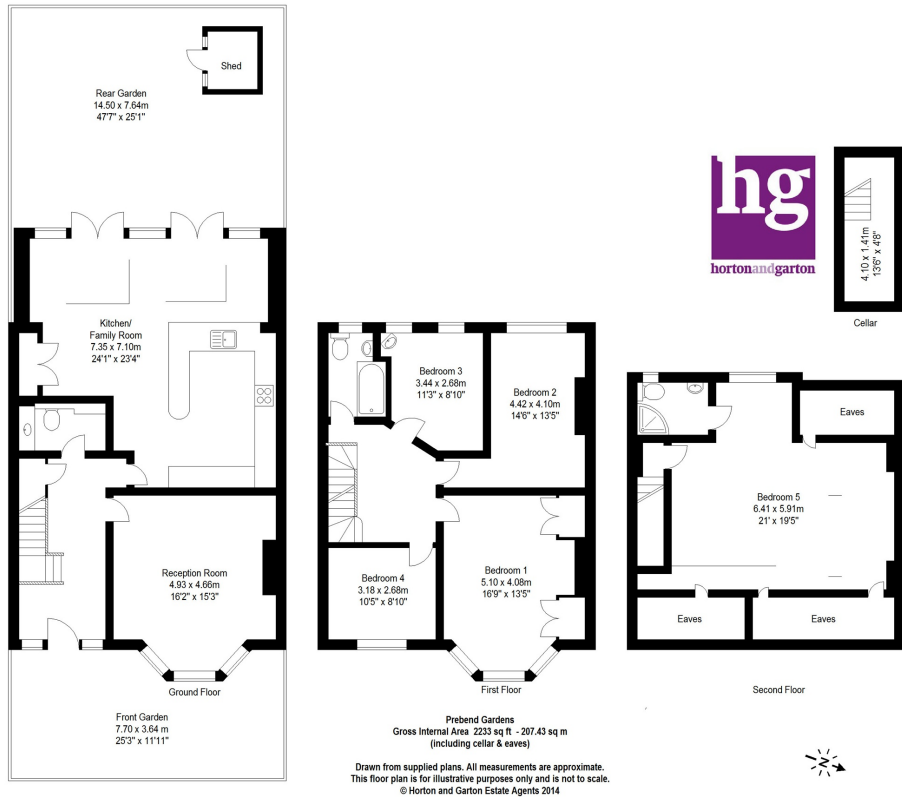 Shed
Rear Garden
14.50 x 7.64m
47'7" x 25'1"
hg
hortonandgarton
4.10 x 1.41m
13'6" x 4'8"
Cellar
Kitchen/
Family Room
7.35 x 7.10m
24'1" x 23'4"
Bedroom 3
3.44 x 2.68m
11'3" x 8'10"
Bedroom 2
4.42 x 4.10m
14'6" x 13'5"
Eaves
Bedroom 5
6.41 x 5.91m
21' x 19'5"
Reception Room
4.93 x 4.66m
16'2" x 15'3"
Bedroom 4
3.18 x 2.68m
10'5" x 8'10"
Bedroom 1
5.10 x 4.08m
16'9" x 13'5"
Eaves
Eaves
Ground Floor
First Floor
Second Floor
Front Garden
7.70 x 3.64 m
25'3" x 11'11"
Prebend Gardens
Gross Internal Area 2233 sq ft - 207.43 sq m
(including cellar & eaves)
Drawn from supplied plans. All measurements are approximate.
This floor plan is for illustrative purposes only and is not to scale.
© Horton and Garton Estate Agents 2014
N